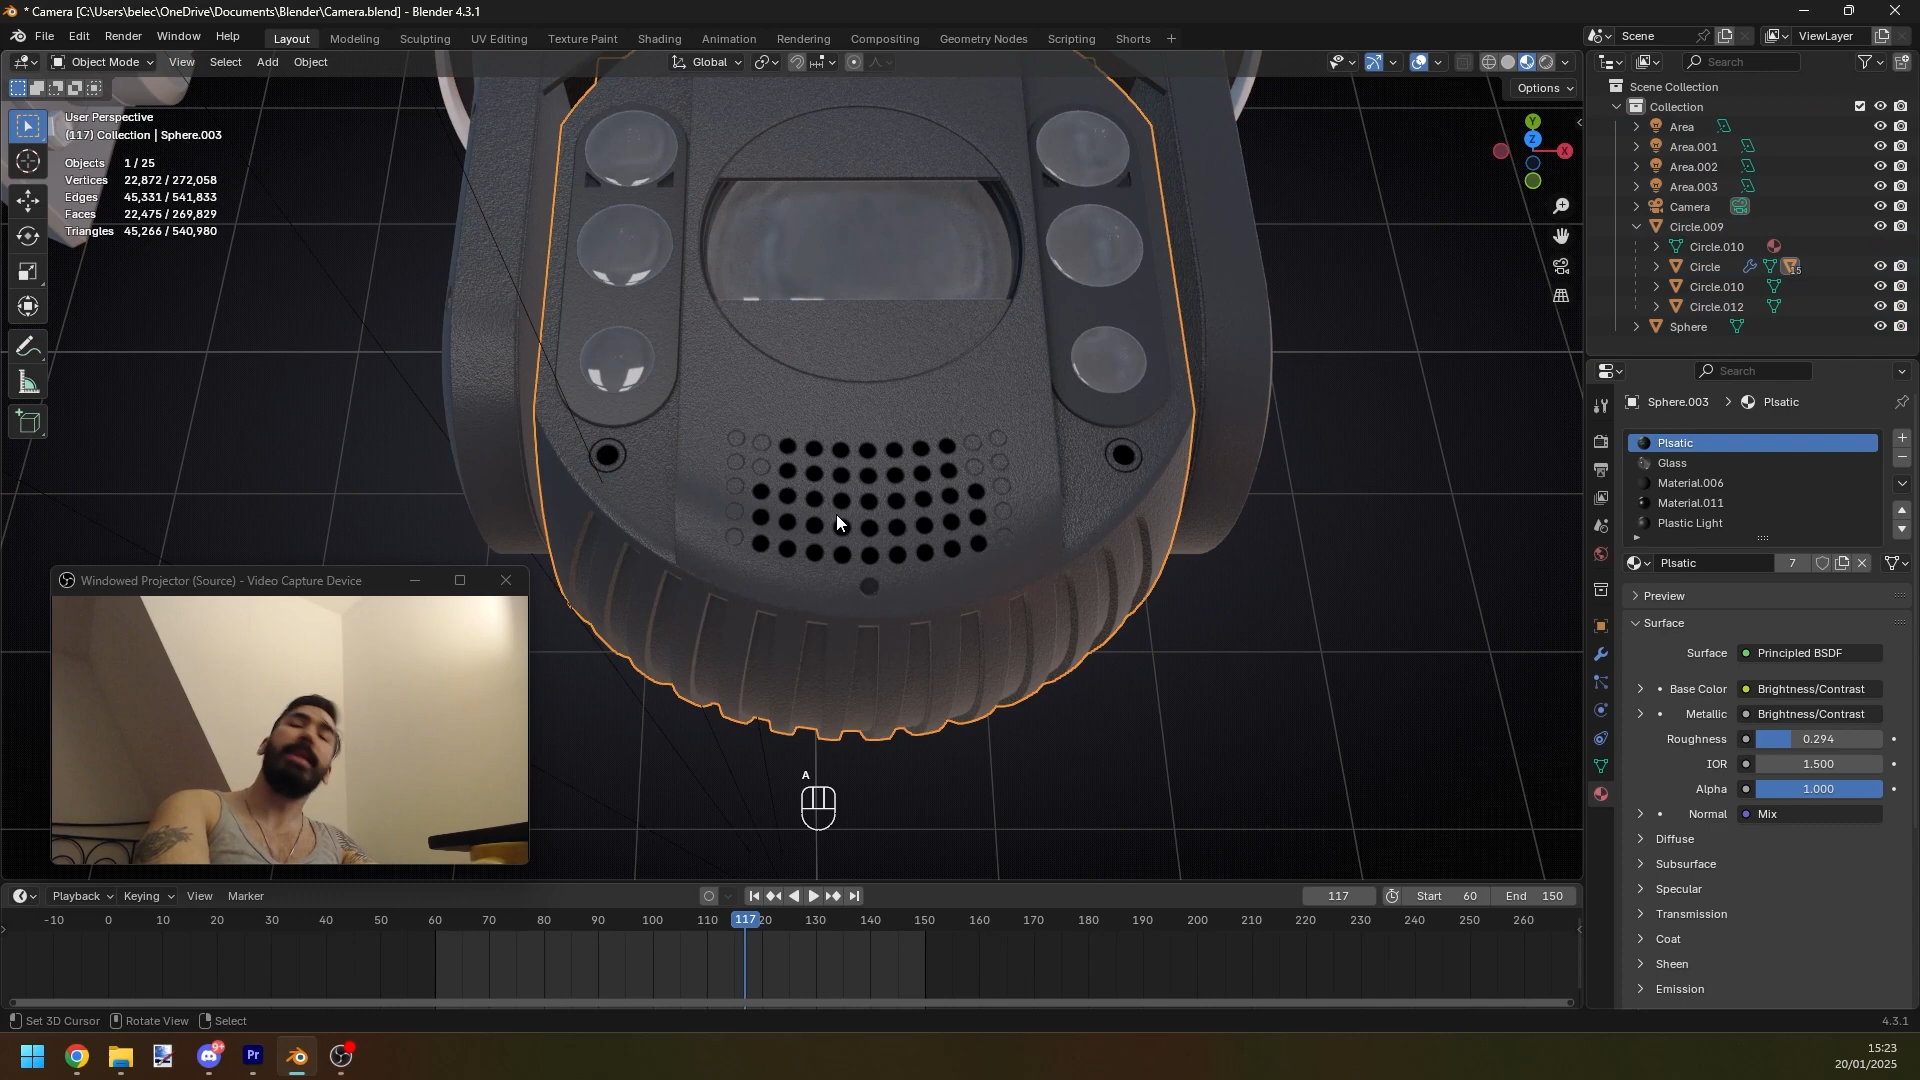 * Camera [C:\Users\belec\OneDrive\Documents\Blender\Camera.blend] - Blender 4.3.1
File Edit Render Window Help
Layout Modeling Sculpting UV Editing Texture Paint Shading Animation Rendering Compositing Geometry Nodes Scripting Shorts +
Scene
ViewLayer
Object Mode View Select Add Object
Global
Options
Search
User Perspective
(117) Collection | Sphere.003
Objects 1 / 25
Vertices 22,872 / 272,058
Edges 45,331 / 541,833
Faces 22,475 / 269,829
Triangles 45,266 / 540,980
Y
Z
X
Scene Collection
Collection
Area
Area.001
Area.002
Area.003
Camera
Circle.009
Circle.010
Circle
15
Circle.010
Circle.012
Sphere
Search
Sphere.003 > Plsatic
Plsatic
Glass
Material.006
Material.011
Plastic Light
Plsatic 7
Preview
Surface
Surface Principled BSDF
Base Color Brightness/Contrast
Metallic Brightness/Contrast
Roughness 0.294
IOR 1.500
Alpha 1.000
Normal Mix
Diffuse
Subsurface
Specular
Transmission
Coat
Sheen
Emission
Windowed Projector (Source) - Video Capture Device
A
Playback Keying View Marker
117 Start 60 End 150
-10 0 10 20 30 40 50 60 70 80 90 100 110 117 20 130 140 150 160 170 180 190 200 210 220 230 240 250 260
Set 3D Cursor Rotate View Select
4.3.1
9+
Pr
15:23
20/01/2025